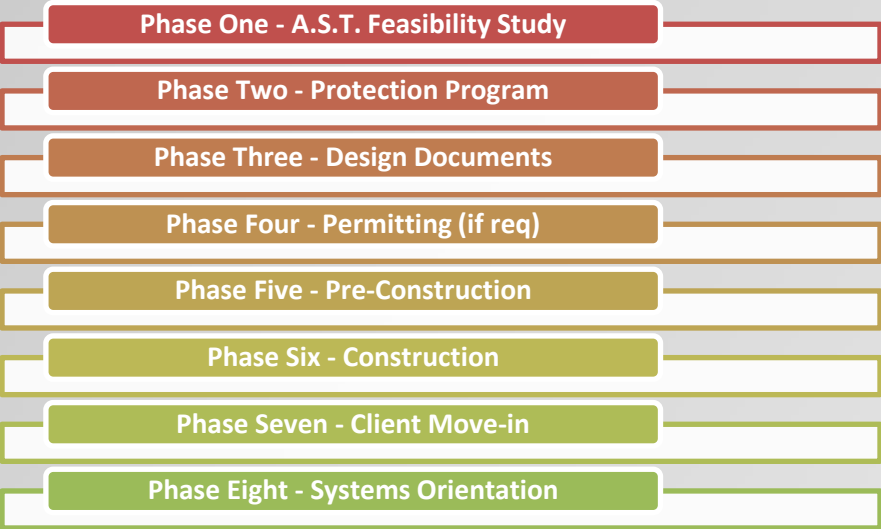 Phase One - A.S.T. Feasibility Study
Phase Two - Protection Program
Phase Three - Design Documents
Phase Four - Permitting (if req)
Phase Five - Pre-Construction
Phase Six - Construction
Phase Seven - Client Move-in
Phase Eight - Systems Orientation